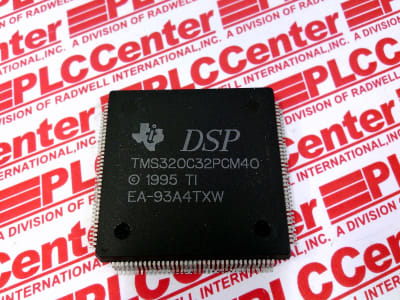 PLCCenter
A DIVISION OF RADWELL INTERNATIONAL, INC.
DSP
TMS320C32PCM40
© 1995 TI
EA-93A4TXW